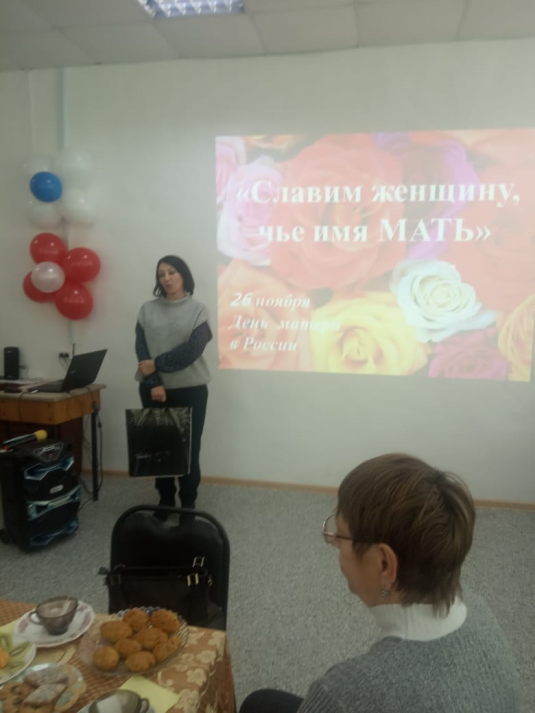 «Славим женщину,
чье имя МАТЬ»
26 ноября
День матери
в России